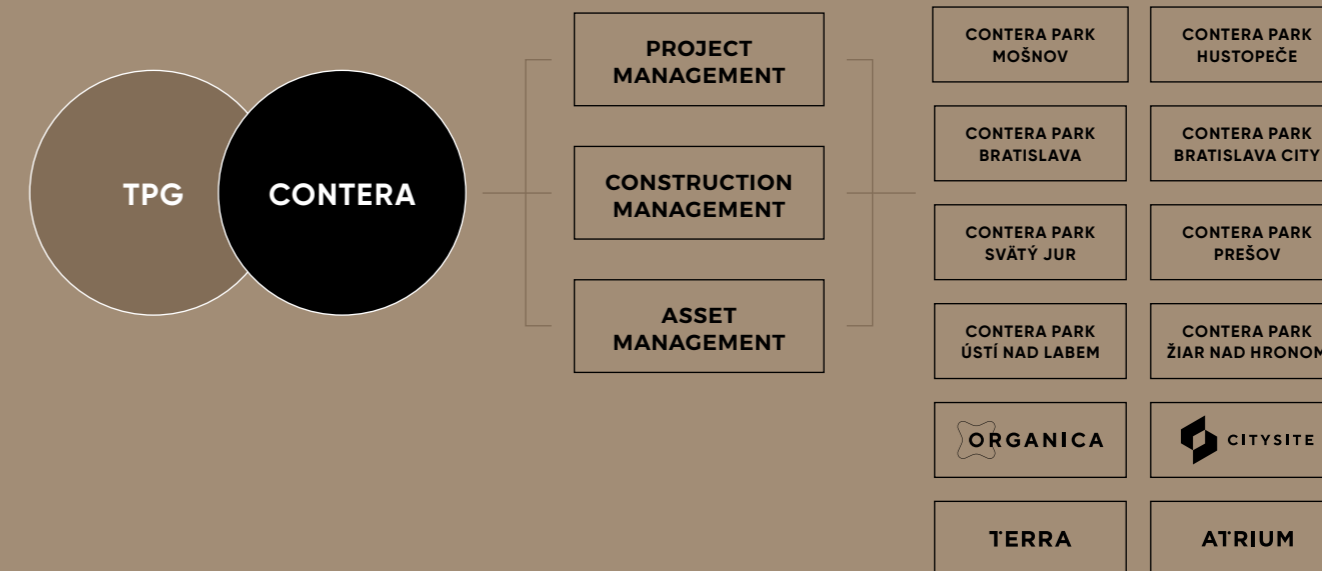 TPG
CONTERA
PROJECT
MANAGEMENT
CONSTRUCTION
MANAGEMENT
ASSET
MANAGEMENT
CONTERA PARK
MOŠNOV
CONTERA PARK
HUSTOPEČE
CONTERA PARK
BRATISLAVA
CONTERA PARK
BRATISLAVA CITY
CONTERA PARK
SVÄTÝ JUR
CONTERA PARK
PREŠOV
CONTERA PARK
ÚSTÍ NAD LABEM
CONTERA PARK
ŽIAR NAD HRONOM
ORGANICA
CITYSITE
TERRA
ATRIUM